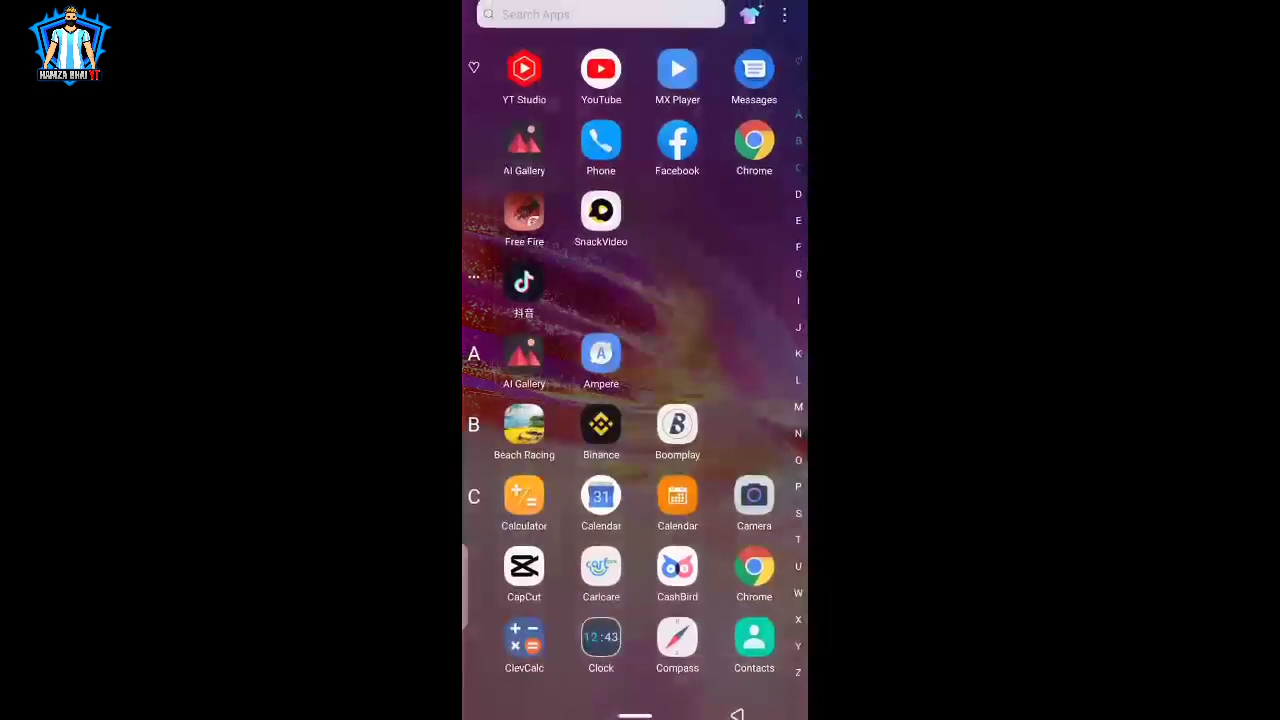 HAMZA BHAI YT
Search Apps
YT Studio
YouTube
MX Player
Messages
AI Gallery
Phone
Facebook
Chrome
Free Fire
SnackVideo
抖音
A
AI Gallery
Ampere
B
Beach Racing
Binance
Boomplay
C
Calculator
31
Calendar
Calendar
Camera
CapCut
Carlcare
CashBird
Chrome
ClevCalc
12:43
Clock
Compass
Contacts
A
B
C
D
E
F
G
I
J
K
L
M
N
O
P
S
T
U
W
X
Y
Z